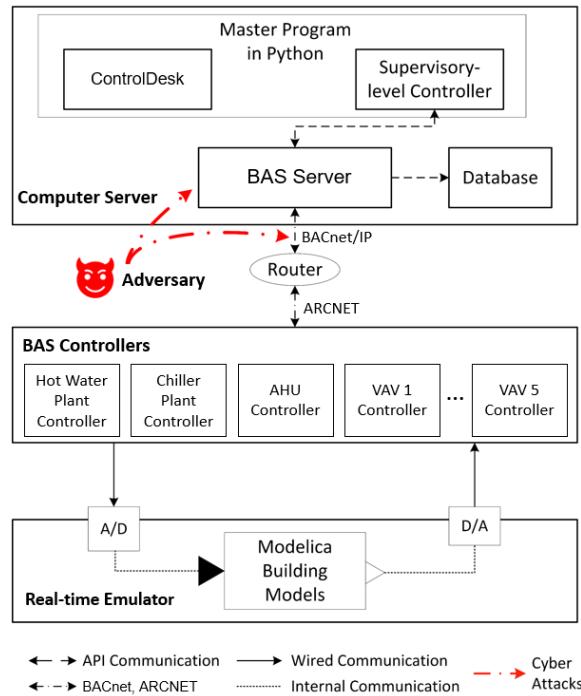 Master Program
in Python
ControlDesk
Supervisory-
level Controller
BAS Server
Database
Computer Server
BACnet/IP
Adversary
Router
ARCNET
BAS Controllers
Hot Water
Plant
Controller
Chiller
Plant
Controller
AHU
Controller
VAV 1
Controller
...
VAV 5
Controller
A/D
D/A
Modelica
Building
Models
Real-time Emulator
API Communication
Wired Communication
Cyber
Attacks
BACnet, ARCNET
Internal Communication